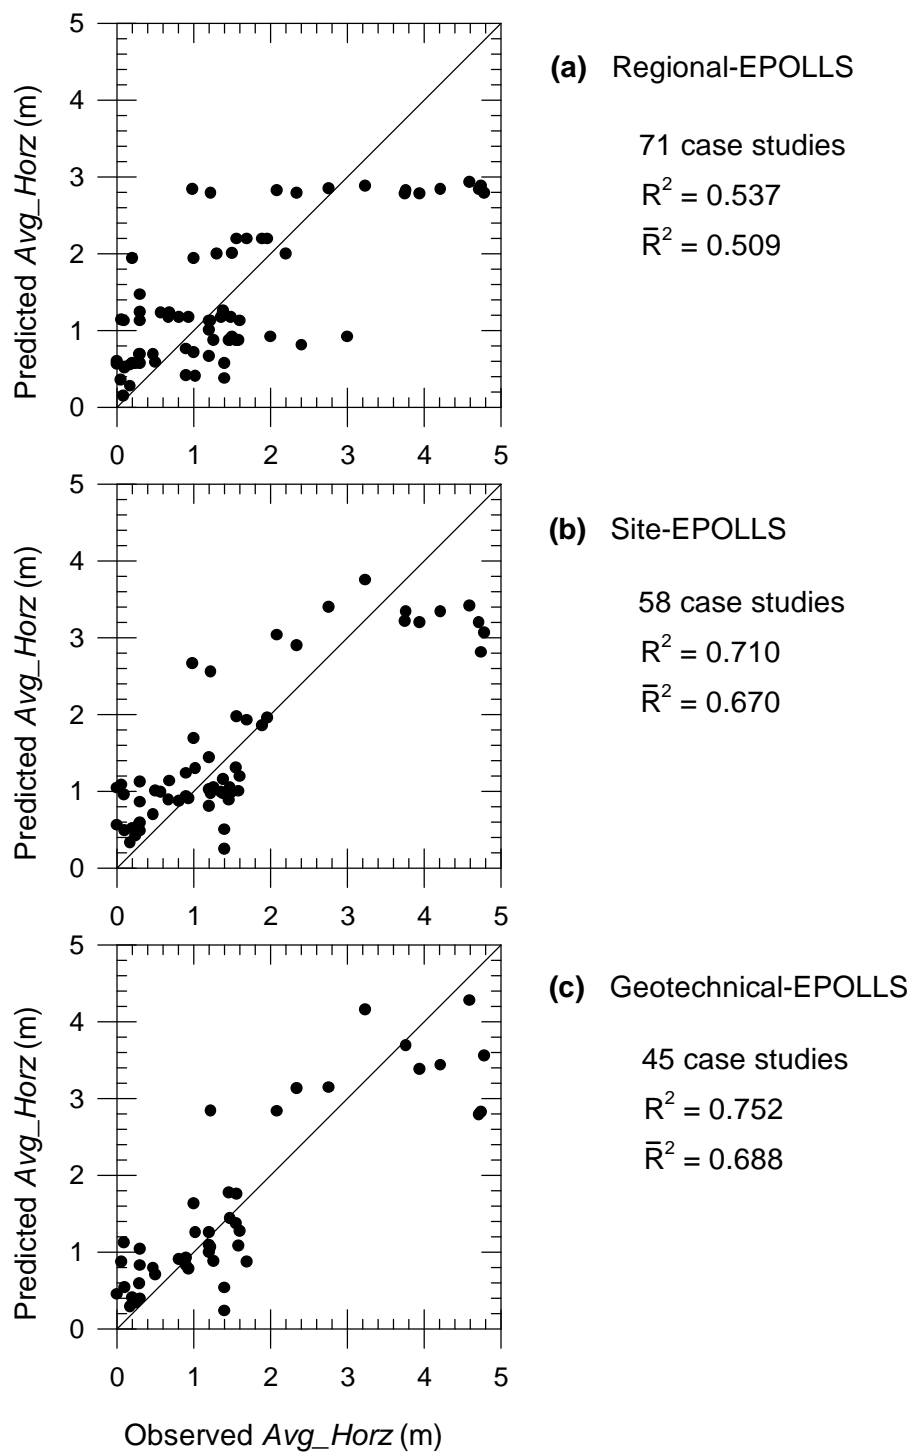 5
4
3
2
1
0
Predicted Avg_Horz (m)
0 1 2 3 4 5
(a) Regional-EPOLLS
71 case studies
R² = 0.537
R̅² = 0.509
5
4
3
2
1
0
Predicted Avg_Horz (m)
0 1 2 3 4 5
(b) Site-EPOLLS
58 case studies
R² = 0.710
R̅² = 0.670
5
4
3
2
1
0
Predicted Avg_Horz (m)
0 1 2 3 4 5
Observed Avg_Horz (m)
(c) Geotechnical-EPOLLS
45 case studies
R² = 0.752
R̅² = 0.688